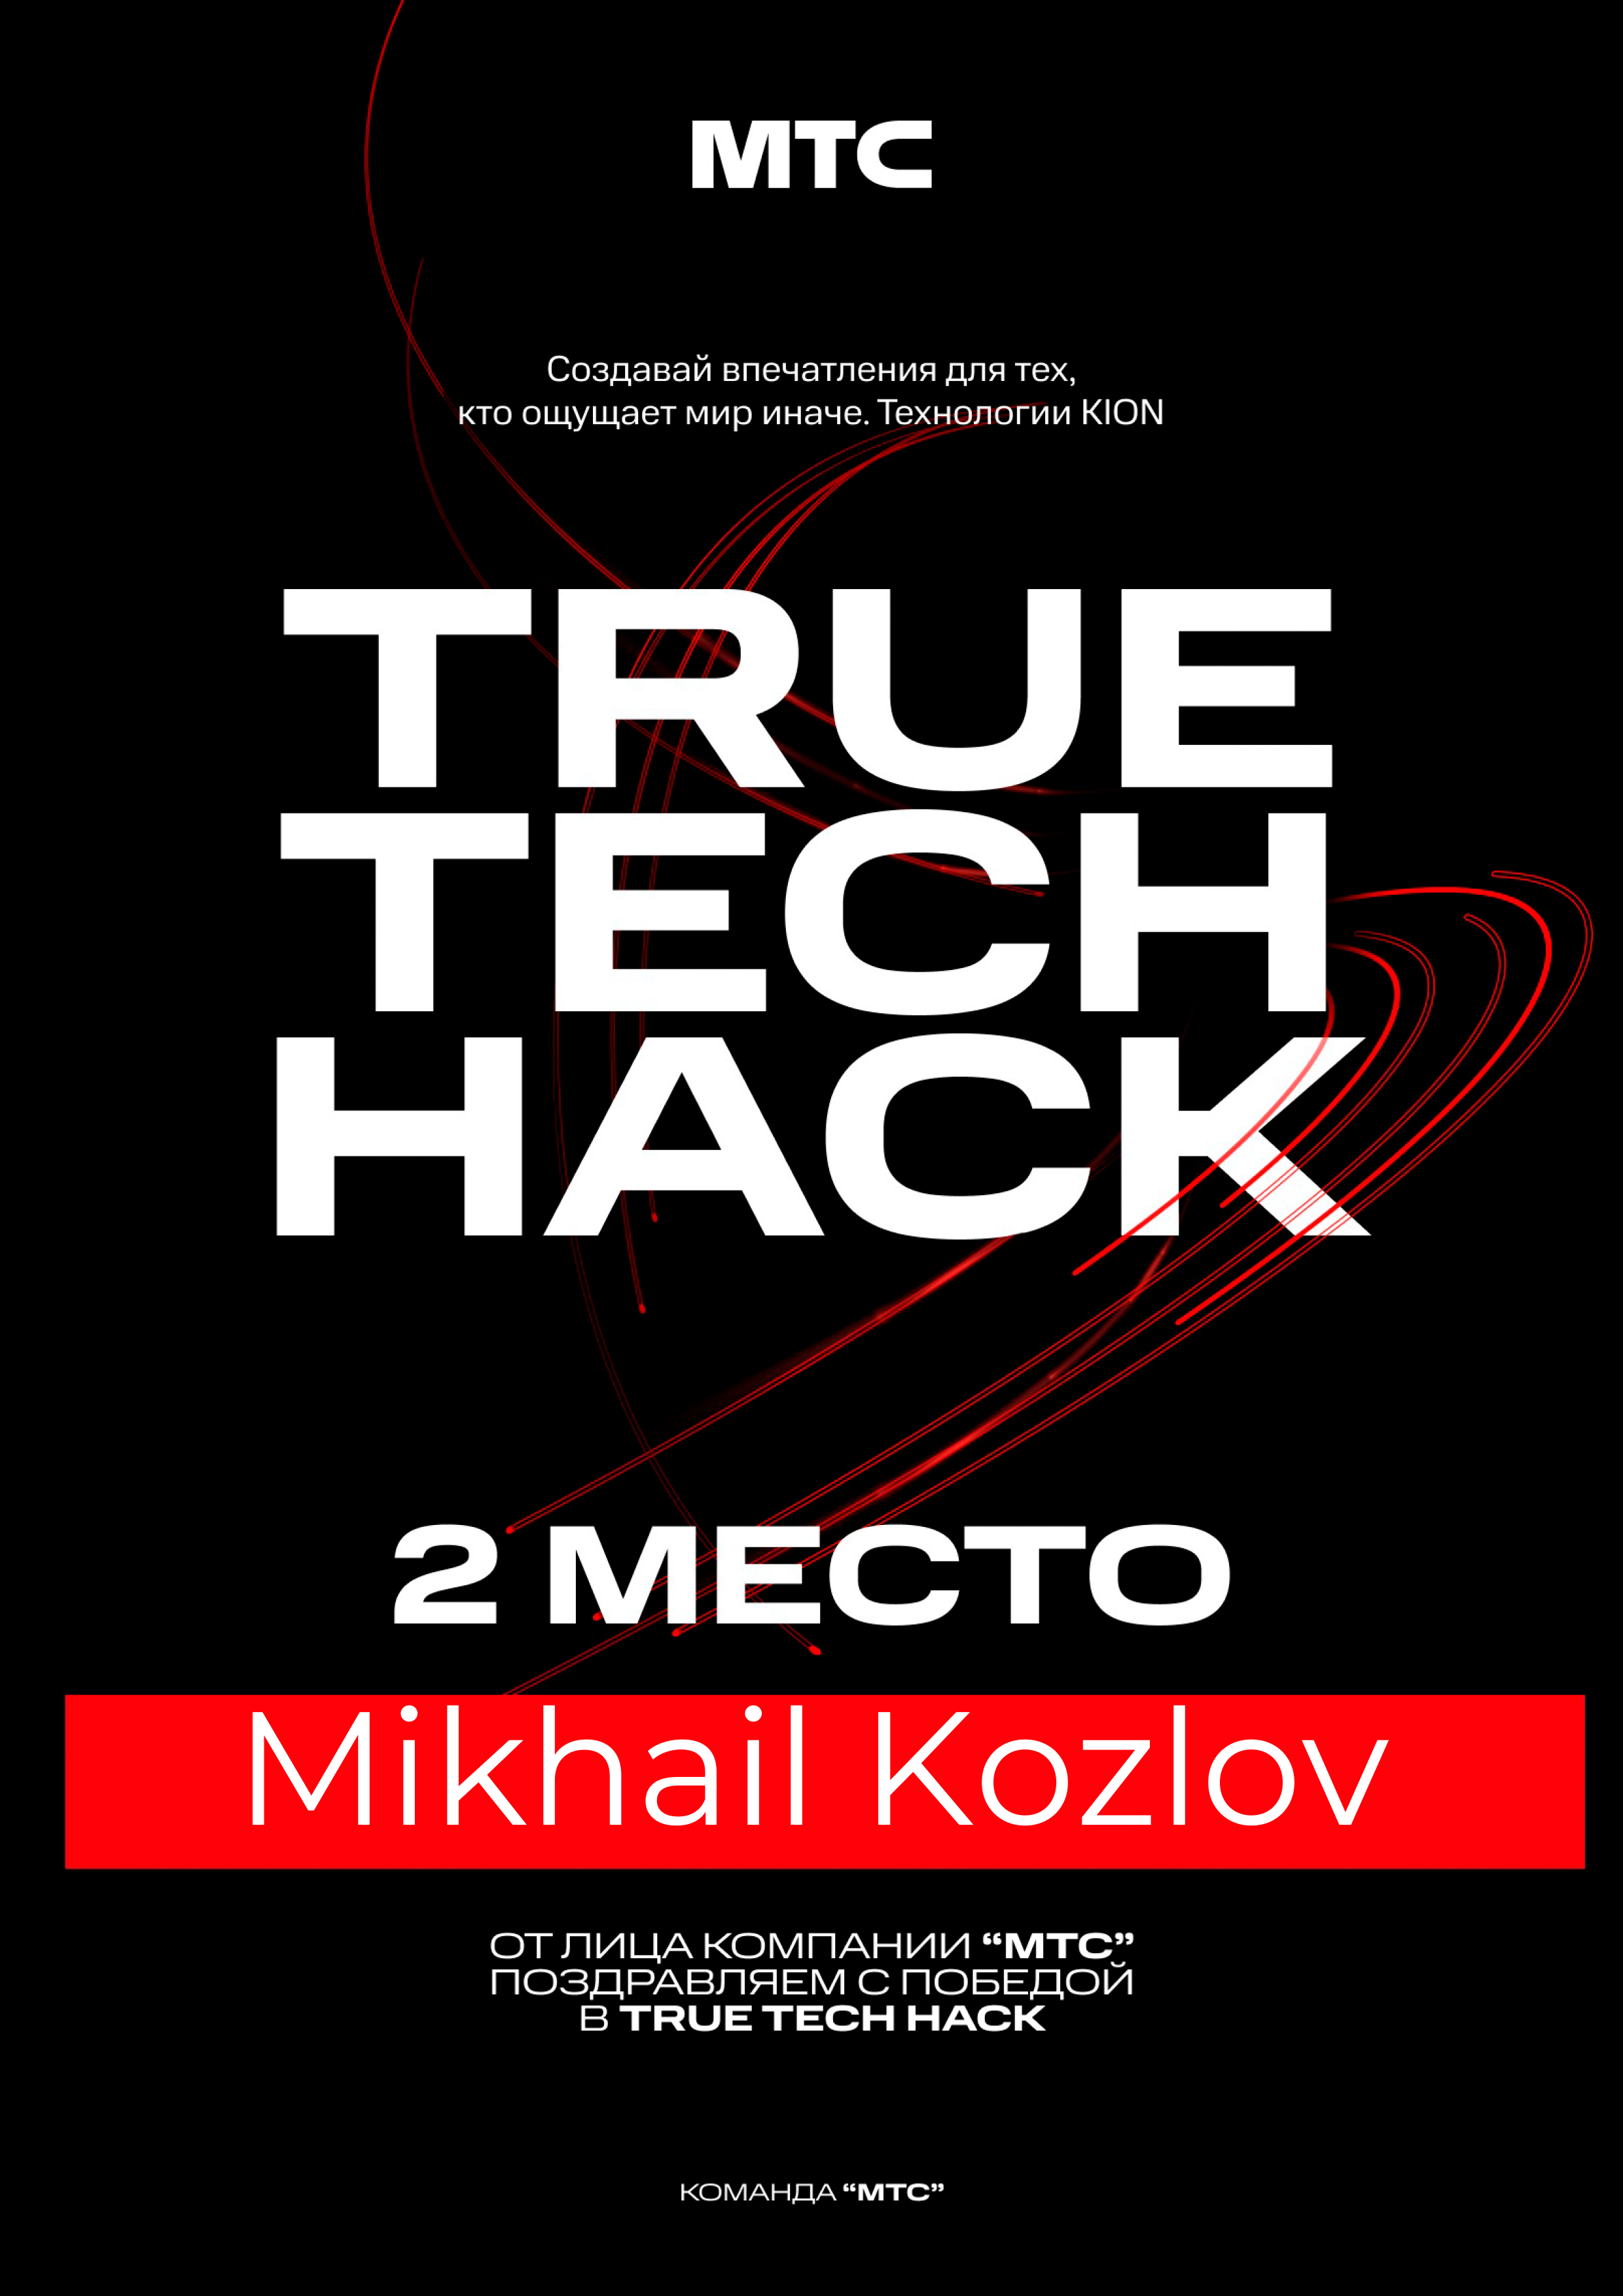 МТС
Создавай впечатления для тех,
кто ощущает мир иначе. Технологии KION
TRUE
TECH
HACK
2 МЕСТО
Mikhail Kozlov
ОТ ЛИЦА КОМПАНИИ “МТС”
ПОЗДРАВЛЯЕМ С ПОБЕДОЙ
В TRUE TECH HACK
КОМАНДА “МТС”